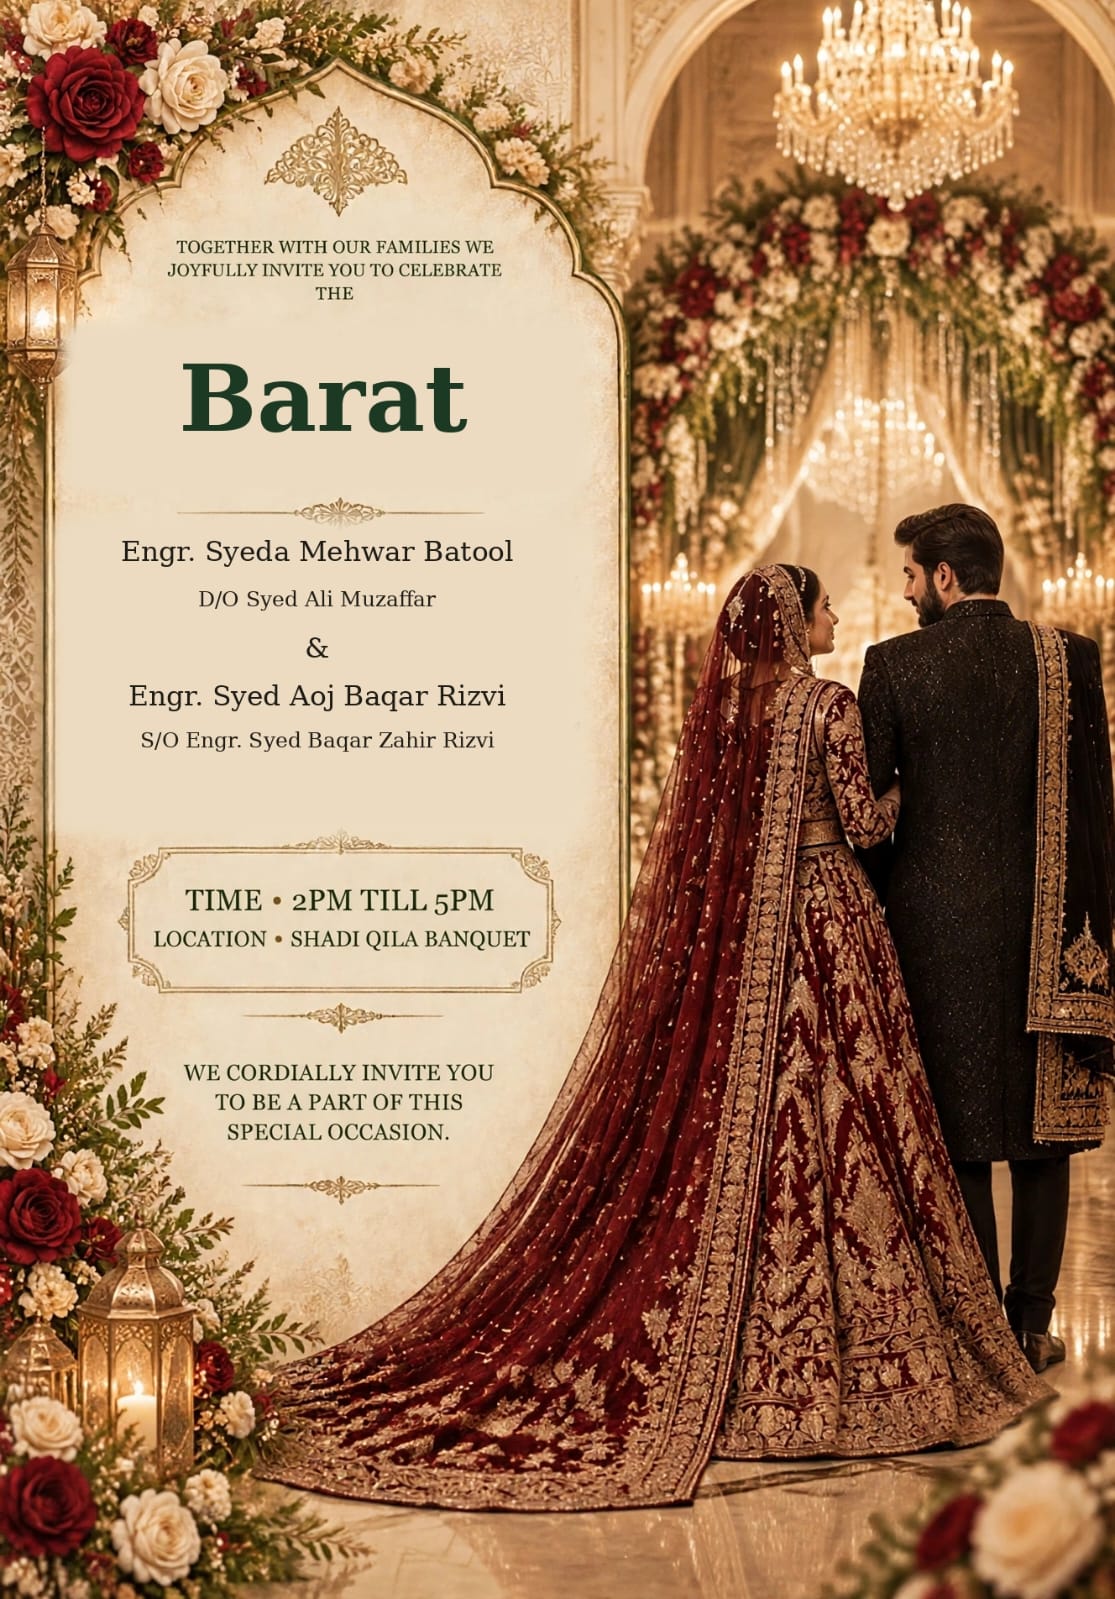 TOGETHER WITH OUR FAMILIES WE
JOYFULLY INVITE YOU TO CELEBRATE
THE
Barat
Engr. Syeda Mehwar Batool
D/O Syed Ali Muzaffar
&
Engr. Syed Aoj Baqar Rizvi
S/O Engr. Syed Baqar Zahir Rizvi
TIME • 2PM TILL 5PM
LOCATION • SHADI QILA BANQUET
WE CORDIALLY INVITE YOU
TO BE A PART OF THIS
SPECIAL OCCASION.